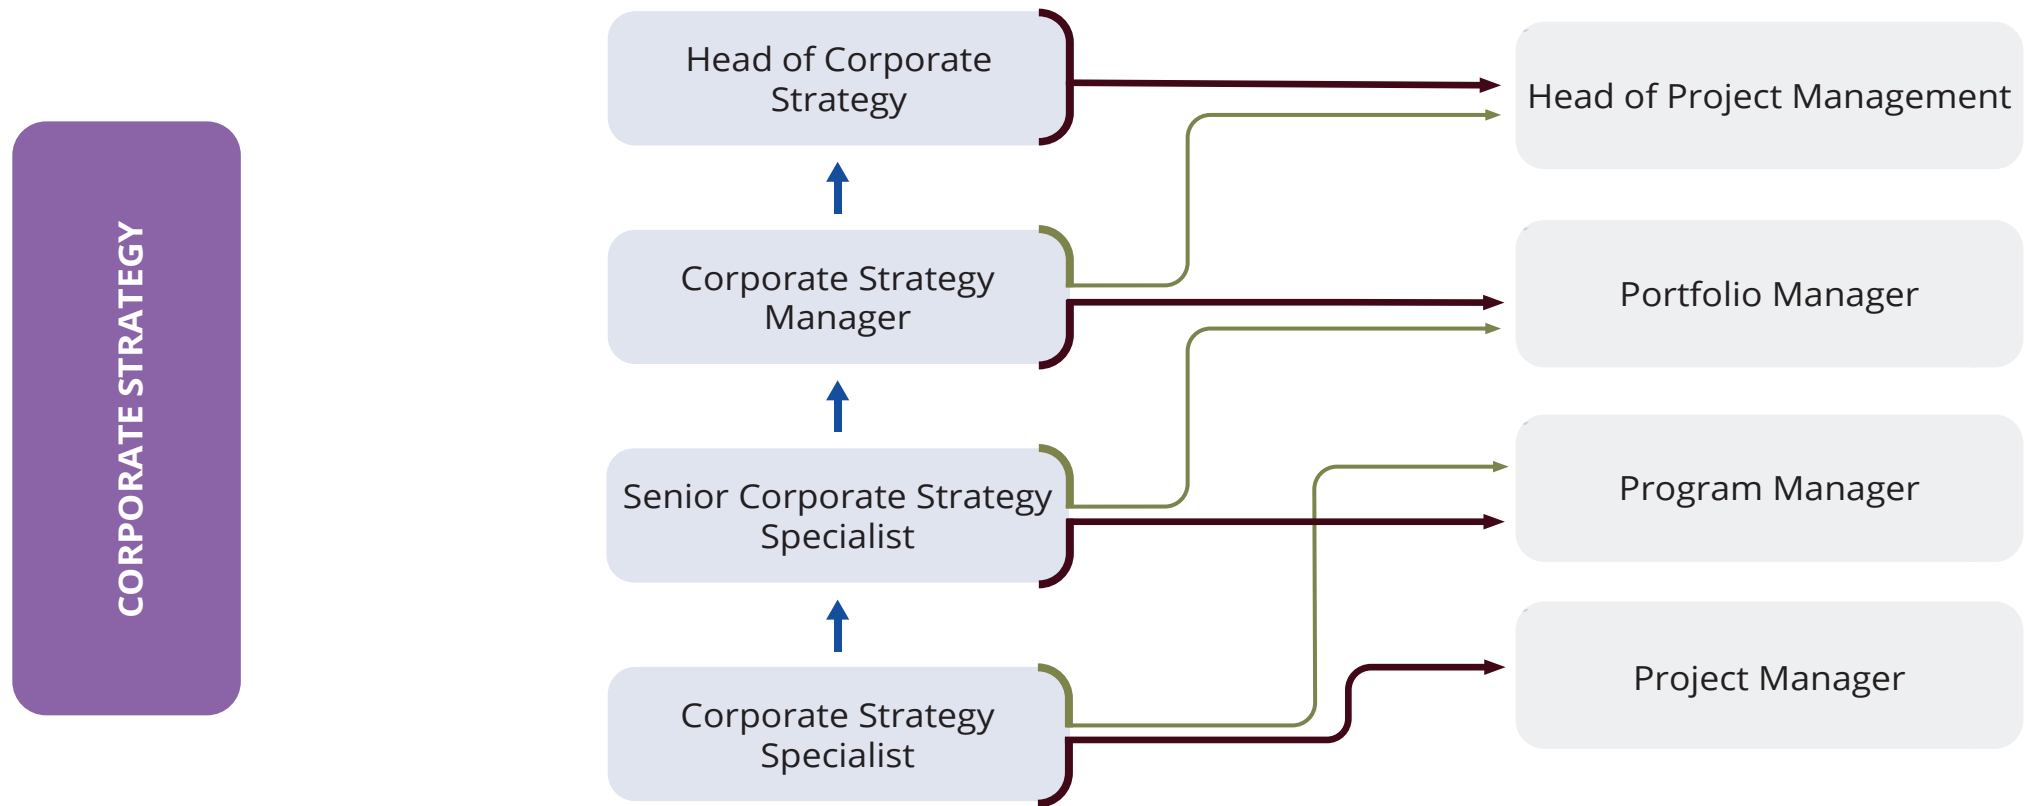 CORPORATE STRATEGY
Head of Corporate
Strategy
Head of Project Management
Corporate Strategy
Manager
Portfolio Manager
Senior Corporate Strategy
Specialist
Program Manager
Corporate Strategy
Specialist
Project Manager